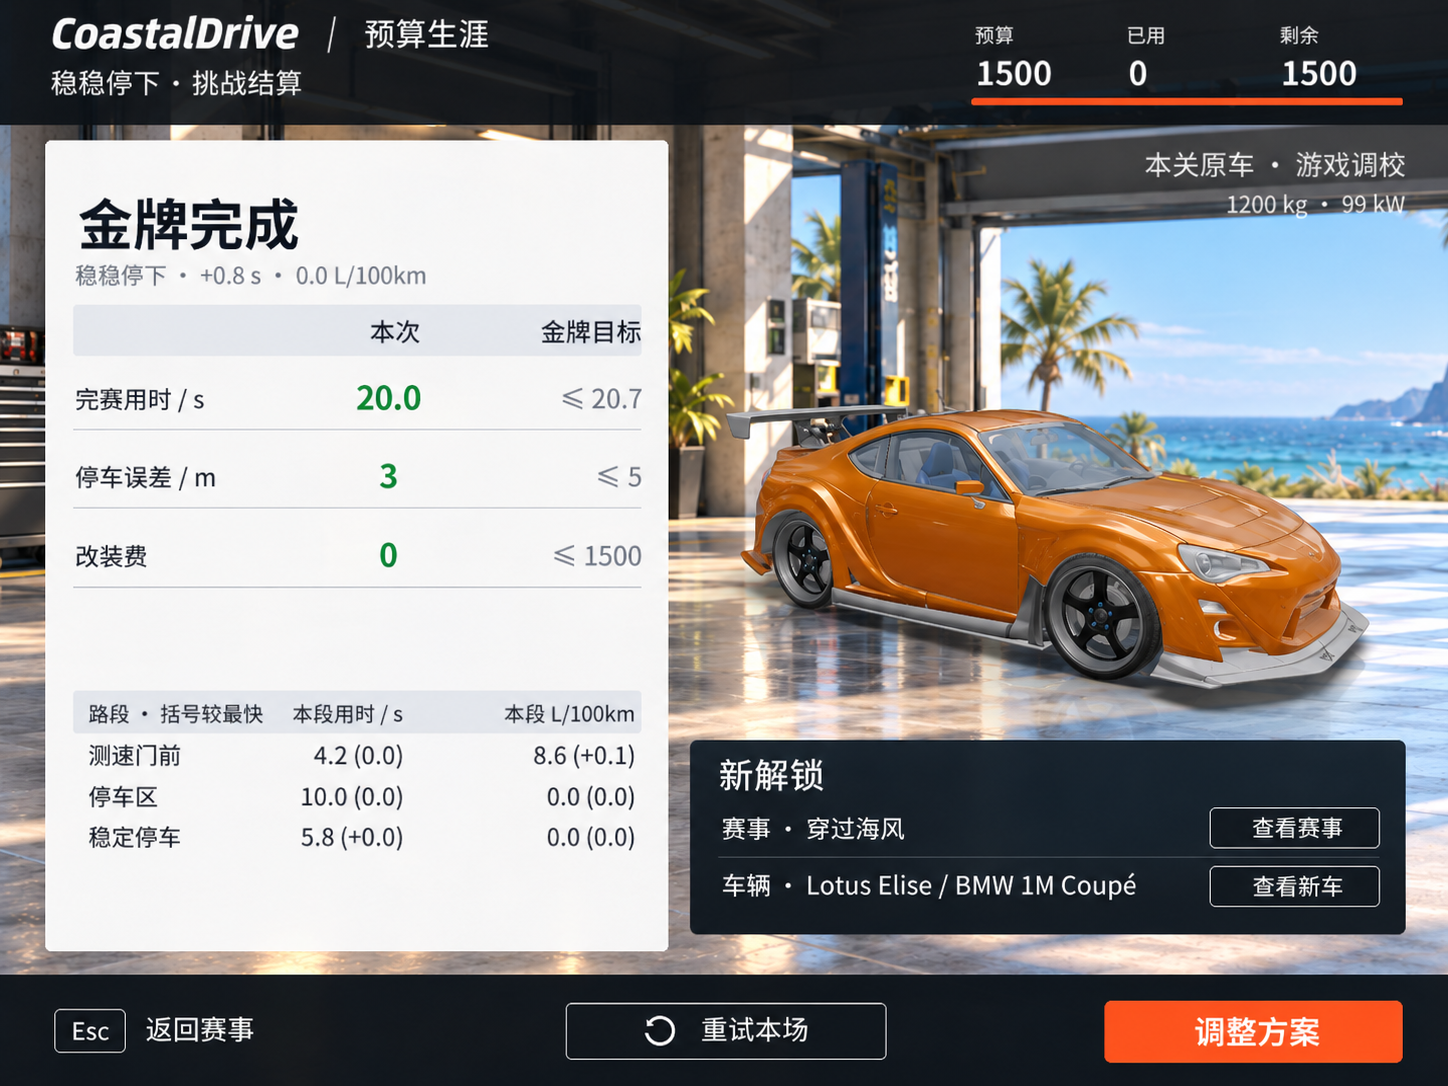 CoastalDrive / 预算生涯
稳稳停下 · 挑战结算
预算 已用 剩余
1500 0 1500
本关原车 · 游戏调校
1200 kg · 99 kW
金牌完成
稳稳停下 · +0.8 s · 0.0 L/100km
本次 金牌目标
完赛用时 / s 20.0 ≤ 20.7
停车误差 / m 3 ≤ 5
改装费 0 ≤ 1500
路段 · 括号较最快 本段用时 / s 本段 L/100km
测速门前 4.2 (0.0) 8.6 (+0.1)
停车区 10.0 (0.0) 0.0 (0.0)
稳定停车 5.8 (+0.0) 0.0 (0.0)
新解锁
赛事 · 穿过海风 查看赛事
车辆 · Lotus Elise / BMW 1M Coupé 查看新车
Esc 返回赛事
重试本场
调整方案